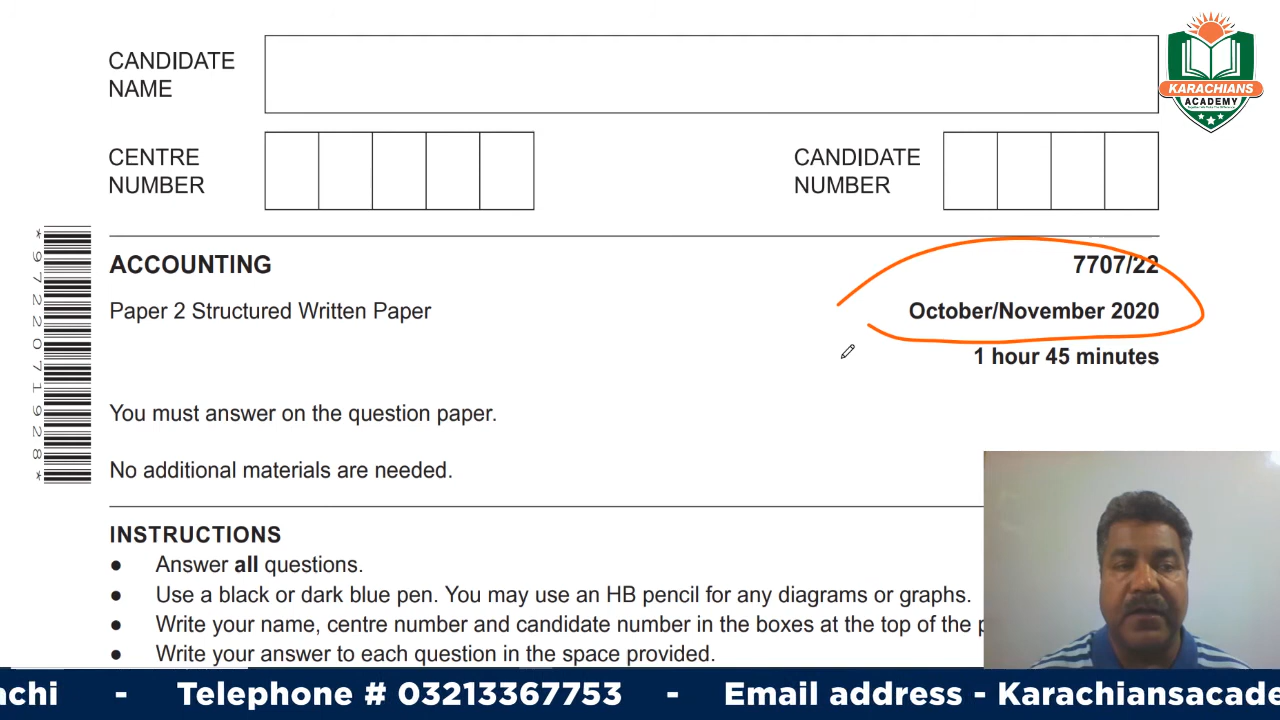 CANDIDATE
NAME
KARACHIANS
ACADEMY
CENTRE
NUMBER
CANDIDATE
NUMBER
*9722071928*
ACCOUNTING 7707/22
Paper 2 Structured Written Paper October/November 2020
1 hour 45 minutes
You must answer on the question paper.
No additional materials are needed.
INSTRUCTIONS
● Answer all questions.
● Use a black or dark blue pen. You may use an HB pencil for any diagrams or graphs.
● Write your name, centre number and candidate number in the boxes at the top of the p
● Write your answer to each question in the space provided.
achi - Telephone # 03213367753 - Email address - Karachiansacade